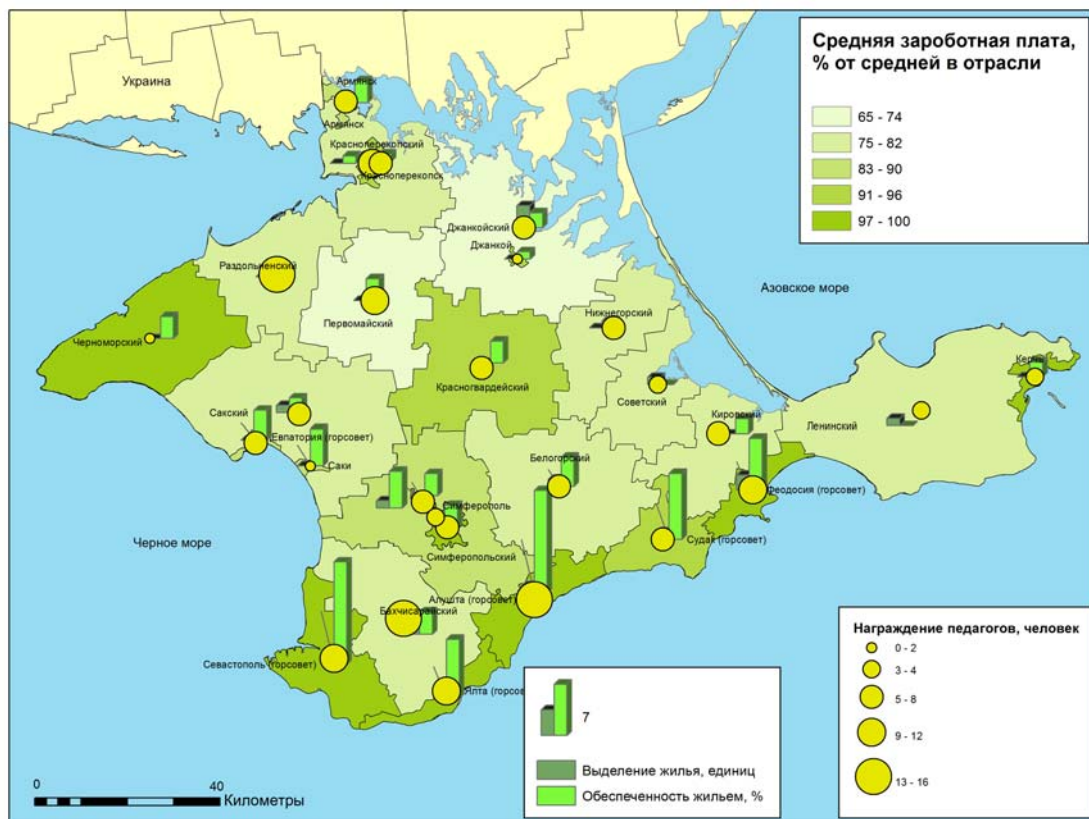 Средняя зароботная плата,
% от средней в отрасли
65 - 74
75 - 82
83 - 90
91 - 96
97 - 100
Украина
Армянск
Армянск
Красноперекопский
Красноперекопск
Джанкойский
Джанкой
Раздольненский
Азовское море
Первомайский
Нижнегорский
Черноморский
Красногвардейский
Советский
Керчь
Сакский
Евпатория (горсовет)
Кировский
Ленинский
Саки
Белогорский
Феодосия (горсовет)
Симферополь
Черное море
Симферопольский
Судак (горсовет)
Алушта (горсовет)
Бахчисарайский
Севастополь (горсовет)
Ялта (горсов
7
Выделение жилья, единиц
Обеспеченность жильем, %
Награждение педагогов, человек
0 - 2
3 - 4
5 - 8
9 - 12
13 - 16
0 40
Километры